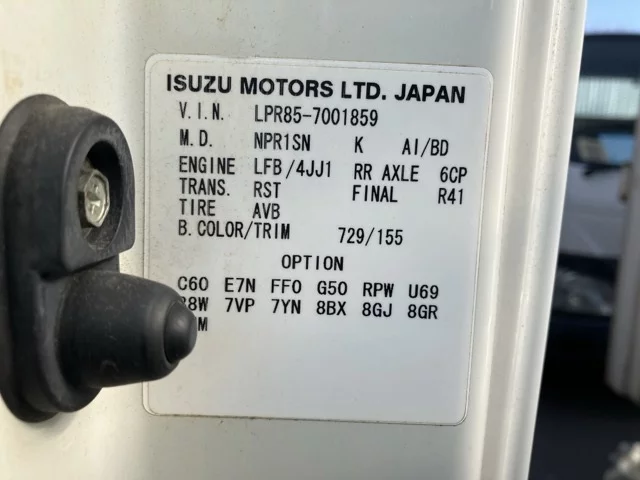 ISUZU MOTORS LTD. JAPAN
V.I.N. LPR85-7001859
M.D. NPR1SN K AI/BD
ENGINE LFB/4JJ1 RR AXLE 6CP
TRANS. RST FINAL R41
TIRE AVB
B.COLOR/TRIM 729/155
OPTION
C60 E7N FF0 G50 RPW U69
7VP 7YN 8BX 8GJ 8GR